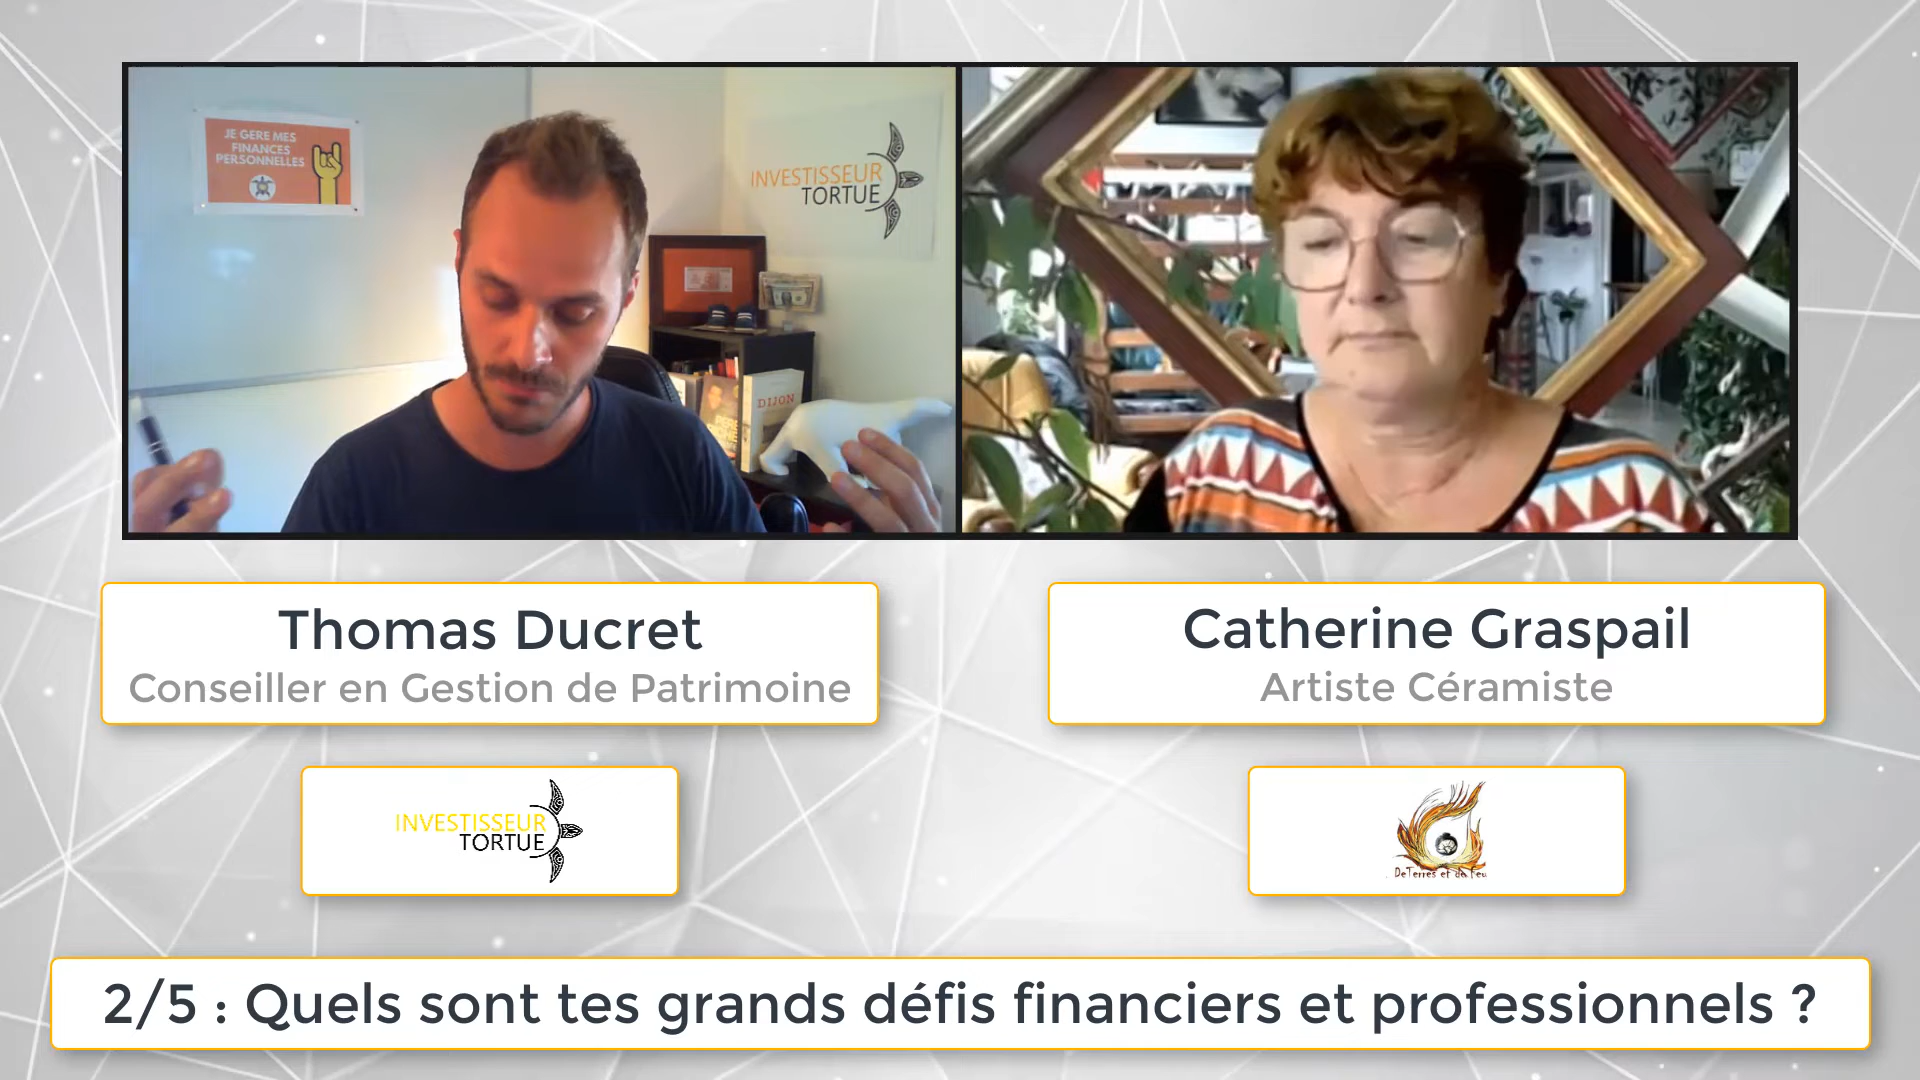 JE GÈRE MES
FINANCES
PERSONNELLES
INVESTISSEUR
TORTUE
DIJON
Thomas Ducret
Conseiller en Gestion de Patrimoine
Catherine Graspail
Artiste Céramiste
INVESTISSEUR
TORTUE
DeTerres et de Feu
2/5 : Quels sont tes grands défis financiers et professionnels ?